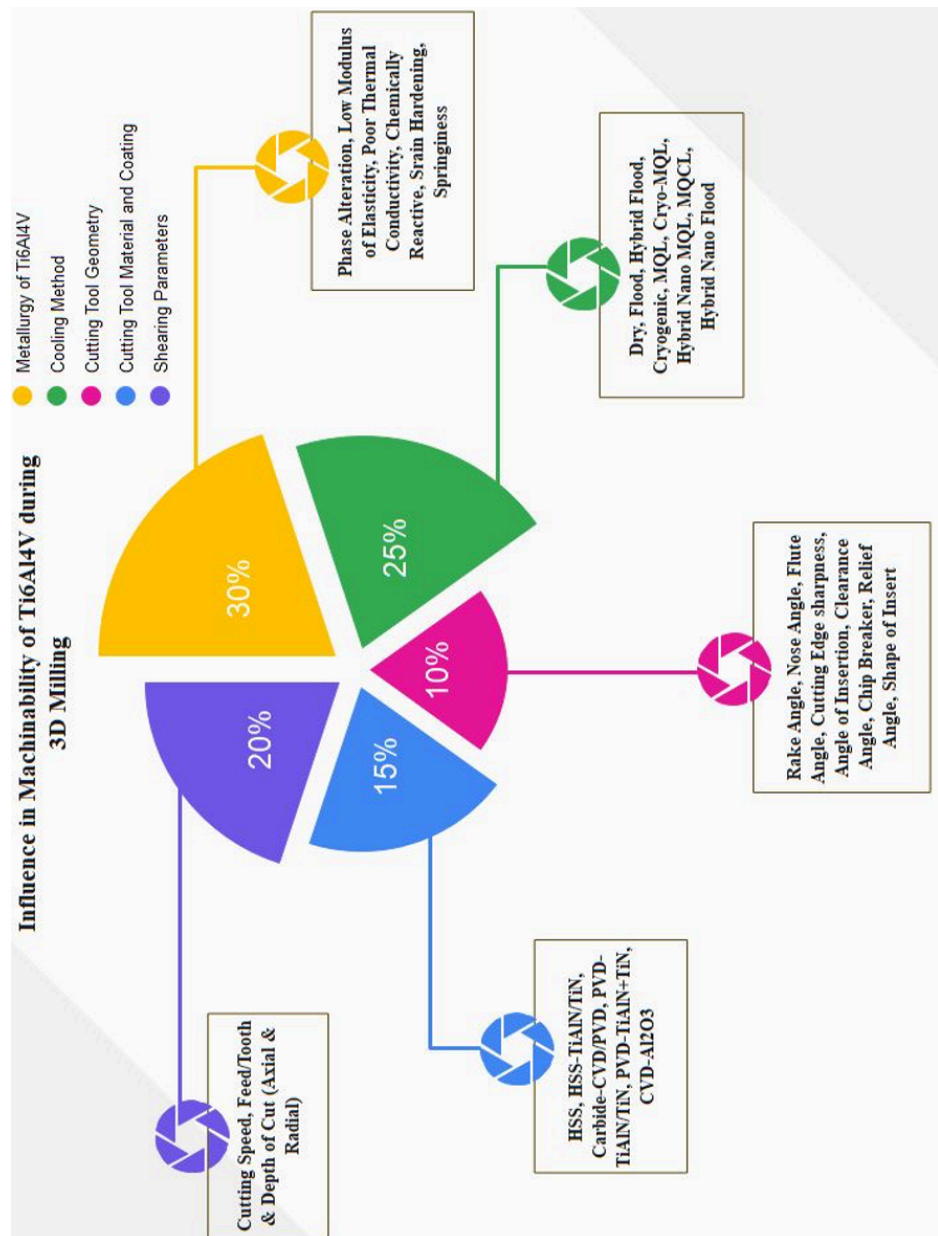 Influence in Machinability of Ti6Al4V during
3D Milling
Metallurgy of Ti6Al4V
Cooling Method
Cutting Tool Geometry
Cutting Tool Material and Coating
Shearing Parameters
30%
25%
10%
15%
20%
Phase Alteration, Low Modulus
of Elasticity, Poor Thermal
Conductivity, Chemically
Reactive, Srain Hardening,
Springiness
Dry, Flood, Hybrid Flood,
Cryogenic, MQL, Cryo-MQL,
Hybrid Nano MQL, MQCL,
Hybrid Nano Flood
Rake Angle, Nose Angle, Flute
Angle, Cutting Edge sharpness,
Angle of Insertion, Clearance
Angle, Chip Breaker, Relief
Angle, Shape of Insert
HSS, HSS-TiAlN/TiN,
Carbide-CVD/PVD, PVD-
TiAlN/TiN, PVD-TiAlN+TiN,
CVD-Al2O3
Cutting Speed, Feed/Tooth
& Depth of Cut (Axial &
Radial)